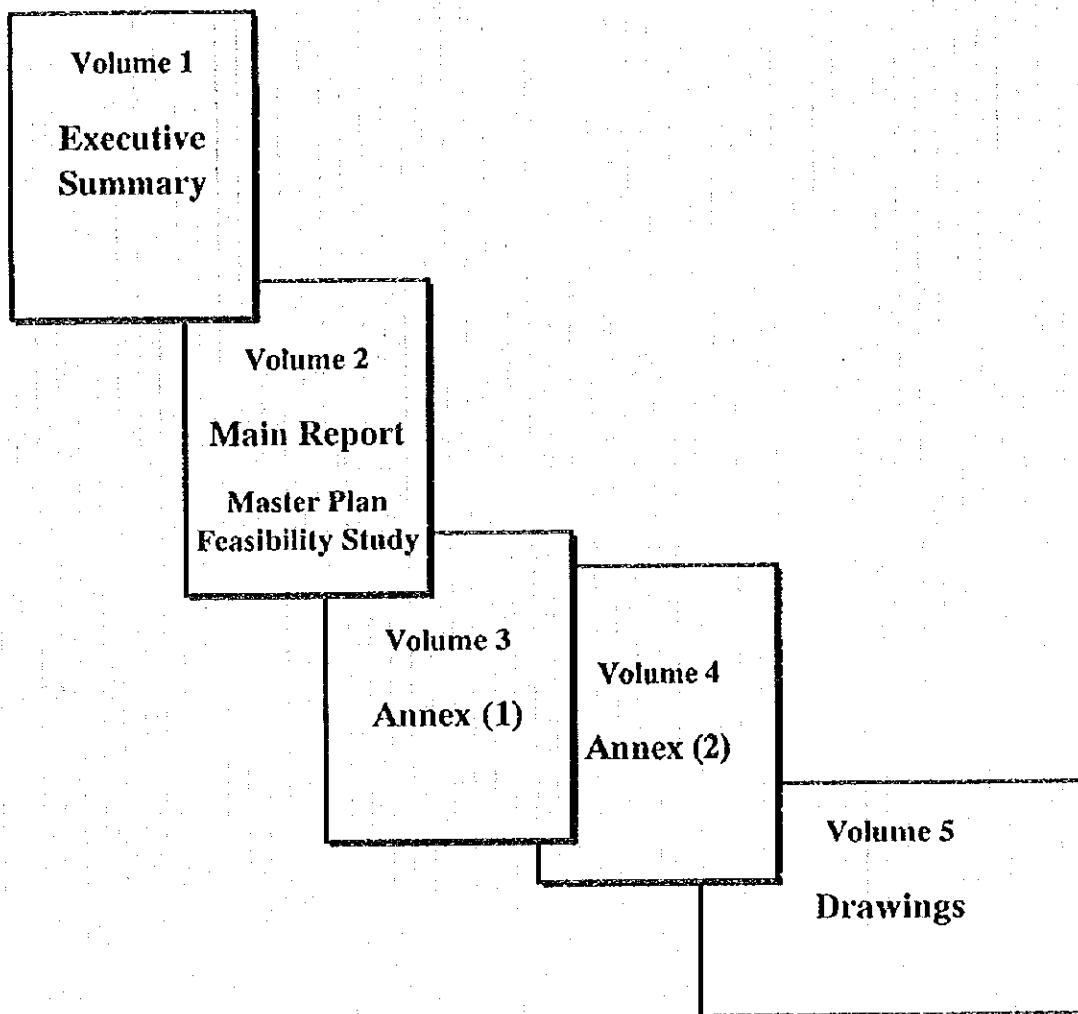 Volume 1
Executive
Summary
Volume 2
Main Report
Master Plan
Feasibility Study
Volume 3
Annex (1)
Volume 4
Annex (2)
Volume 5
Drawings